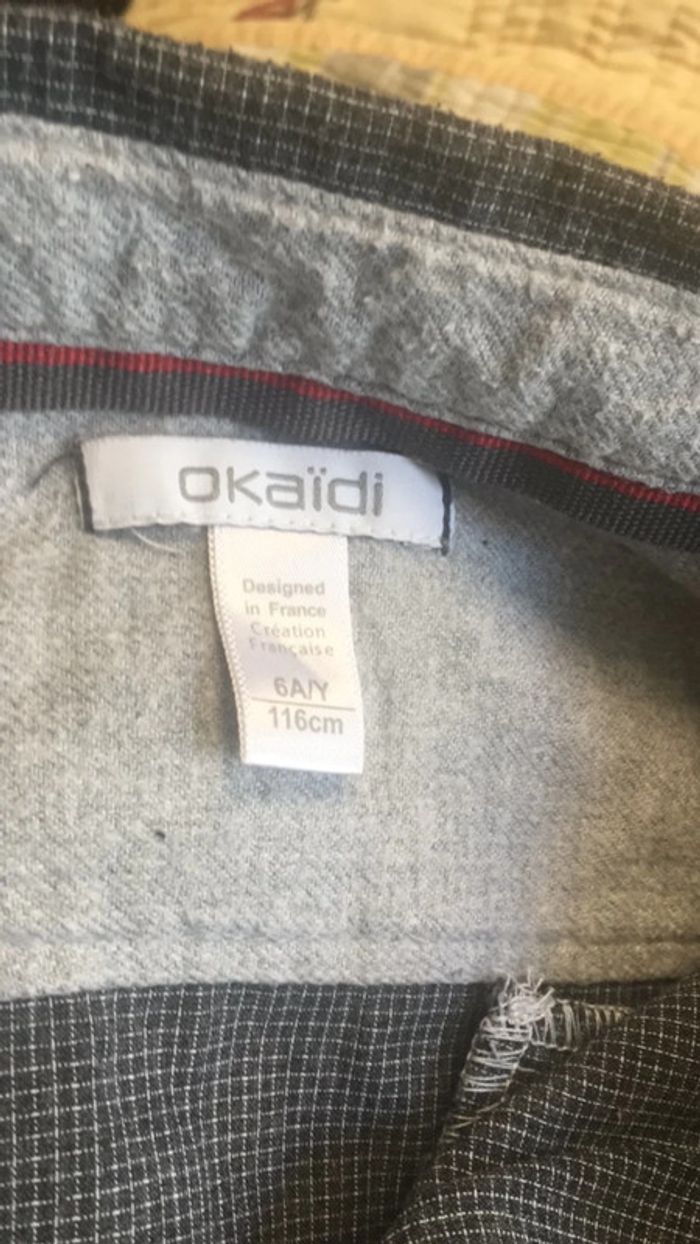 okaïdi
Designed
in France
Création
Française
6A/Y
116cm